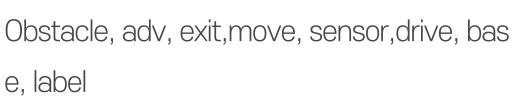 Obstacle, adv, exit,move, sensor,drive, bas
e, label